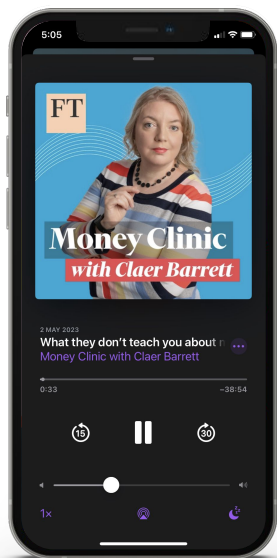 5:05
FT
FT
Money Clinic
with Claer Barrett
2 MAY 2023
What they don't teach you about
Money Clinic with Claer Barrett
0:33
-38:54
15
30
1×